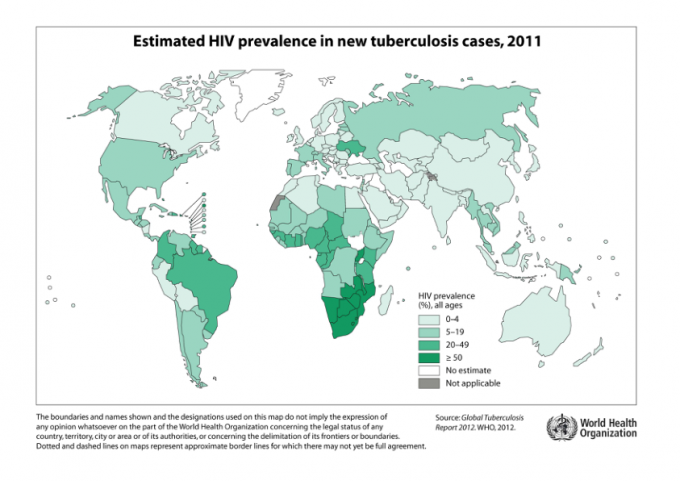 Estimated HIV prevalence in new tuberculosis cases, 2011
HIV prevalence
(%), all ages
0–4
5–19
20–49
≥ 50
No estimate
Not applicable
The boundaries and names shown and the designations used on this map do not imply the expression of
any opinion whatsoever on the part of the World Health Organization concerning the legal status of any
country, territory, city or area or of its authorities, or concerning the delimitation of its frontiers or boundaries.
Dotted and dashed lines on maps represent approximate border lines for which there may not yet be full agreement.
Source: Global Tuberculosis
Report 2012. WHO, 2012.
World Health
Organization